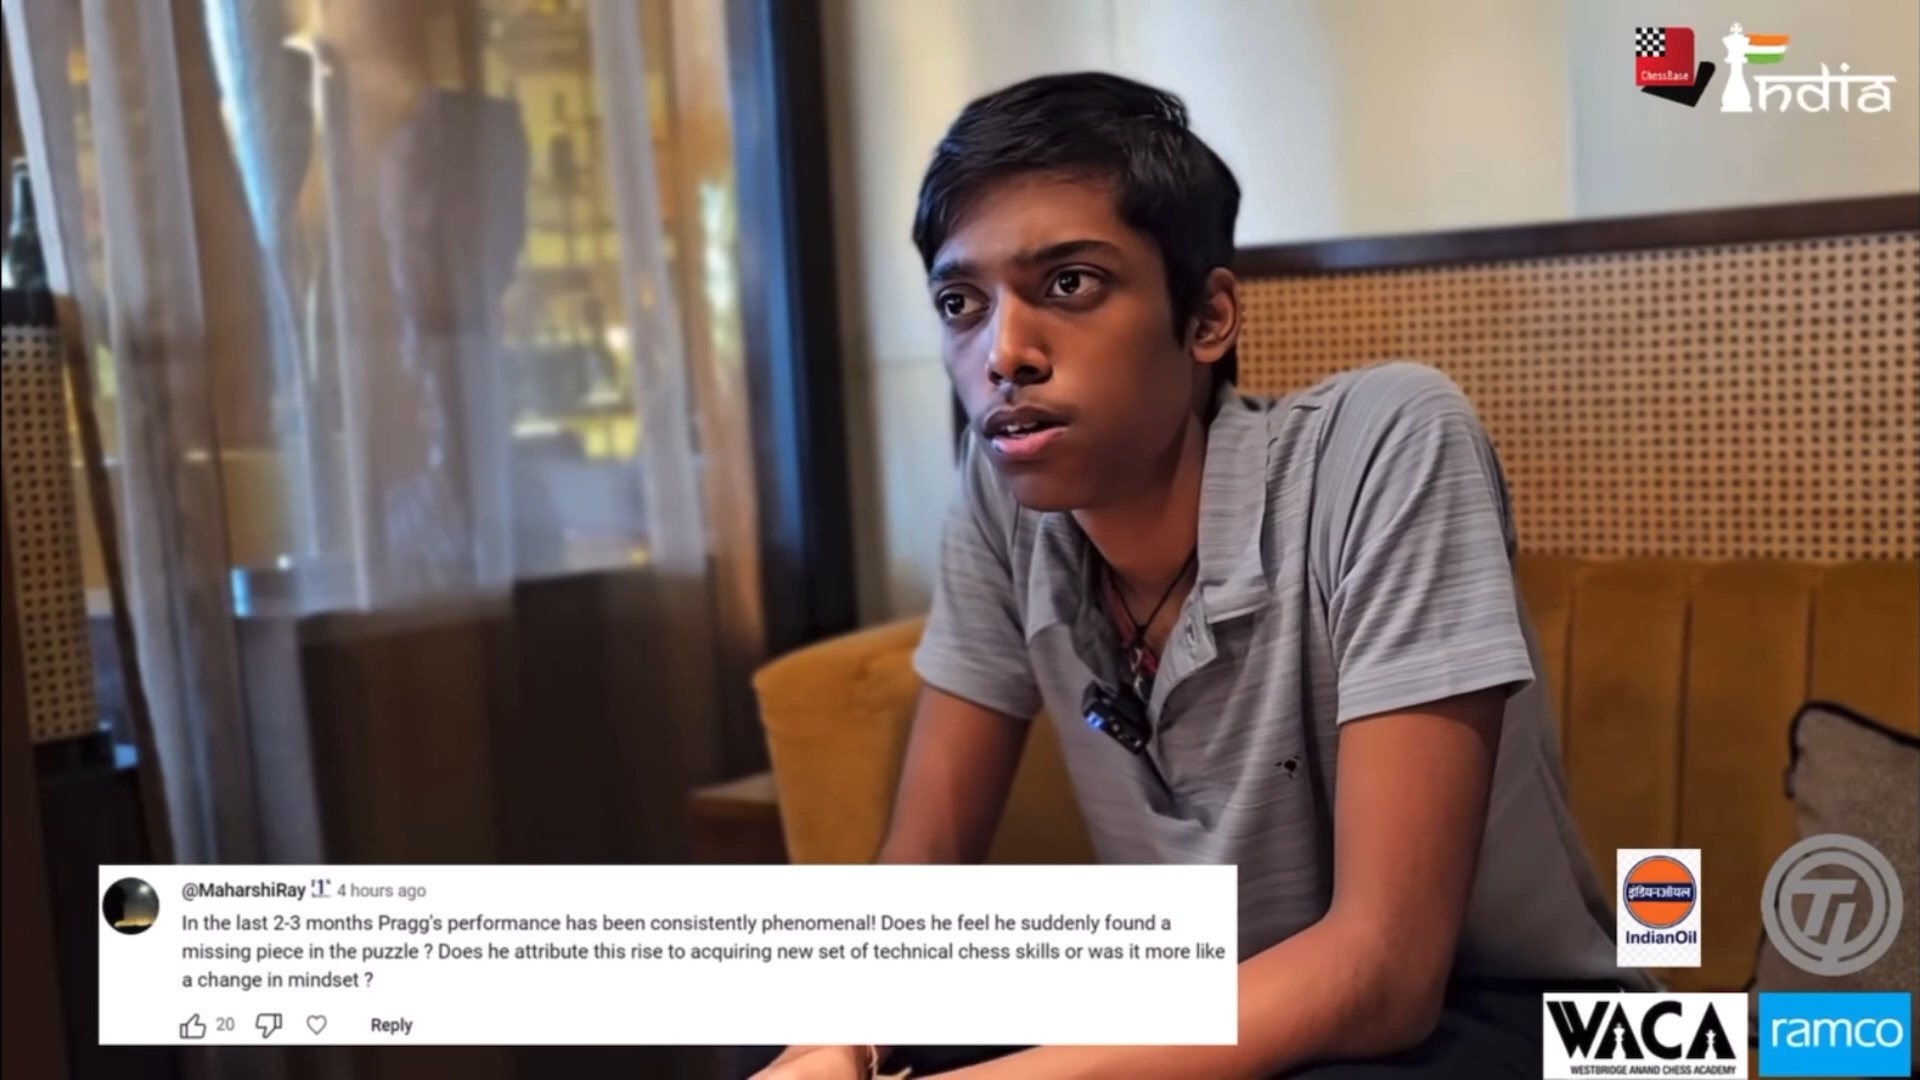 ChessBase
India
@MaharshiRay 4 hours ago
In the last 2-3 months Pragg's performance has been consistently phenomenal! Does he feel he suddenly found a
missing piece in the puzzle ? Does he attribute this rise to acquiring new set of technical chess skills or was it more like
a change in mindset ?
20
Reply
इंडियनऑयल
IndianOil
TI
WACA
WESTBRIDGE ANAND CHESS ACADEMY
ramco